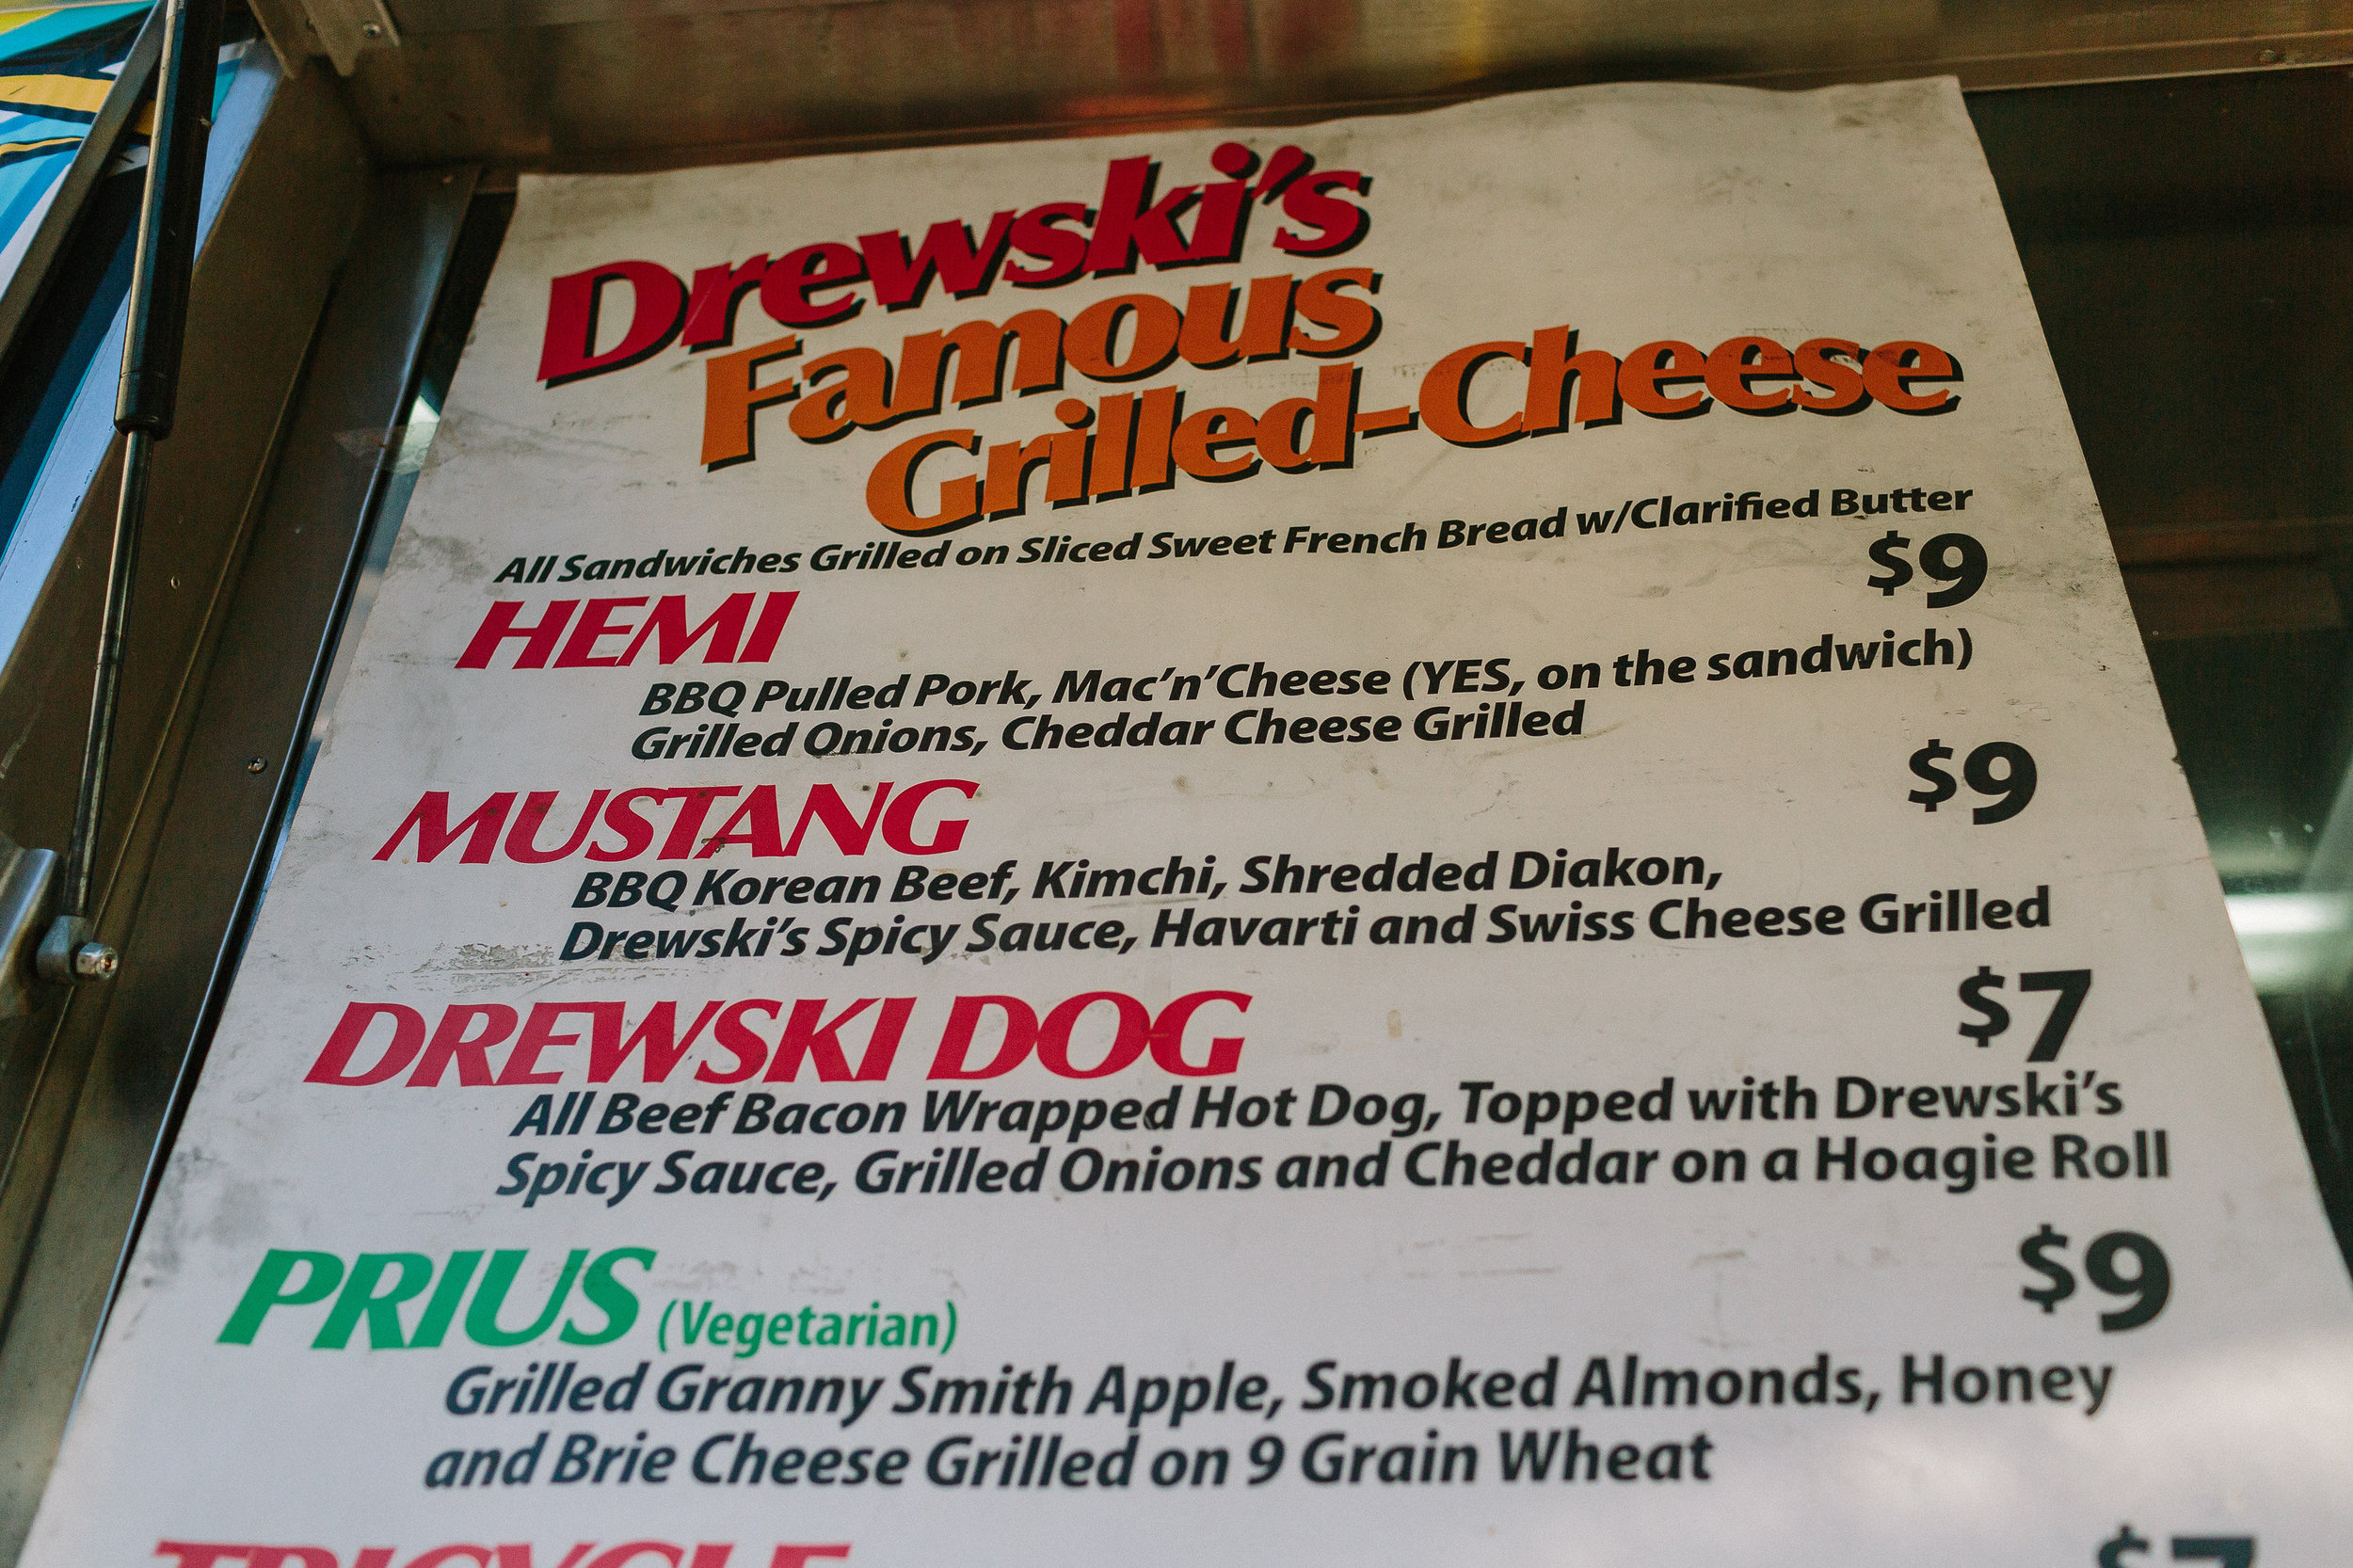 Drewski's
Famous
Grilled-Cheese
All Sandwiches Grilled on Sliced Sweet French Bread w/Clarified Butter
HEMI $9
BBQ Pulled Pork, Mac'n'Cheese (YES, on the sandwich)
Grilled Onions, Cheddar Cheese Grilled
MUSTANG $9
BBQ Korean Beef, Kimchi, Shredded Diakon,
Drewski's Spicy Sauce, Havarti and Swiss Cheese Grilled
DREWSKI DOG $7
All Beef Bacon Wrapped Hot Dog, Topped with Drewski's
Spicy Sauce, Grilled Onions and Cheddar on a Hoagie Roll
PRIUS (Vegetarian) $9
Grilled Granny Smith Apple, Smoked Almonds, Honey
and Brie Cheese Grilled on 9 Grain Wheat
TRICYCLE $7